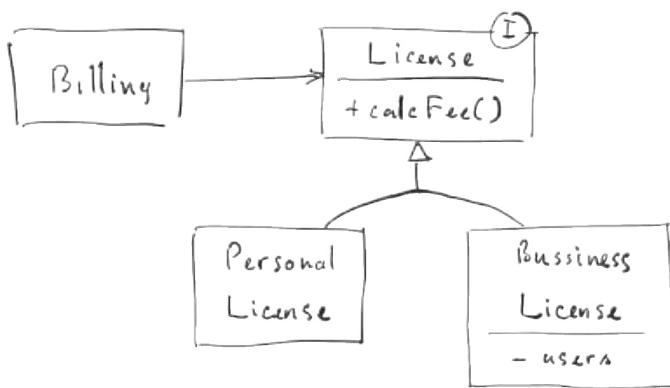 I
Billing
License
+ calcFee()
Personal
License
Bussiness
License
- users